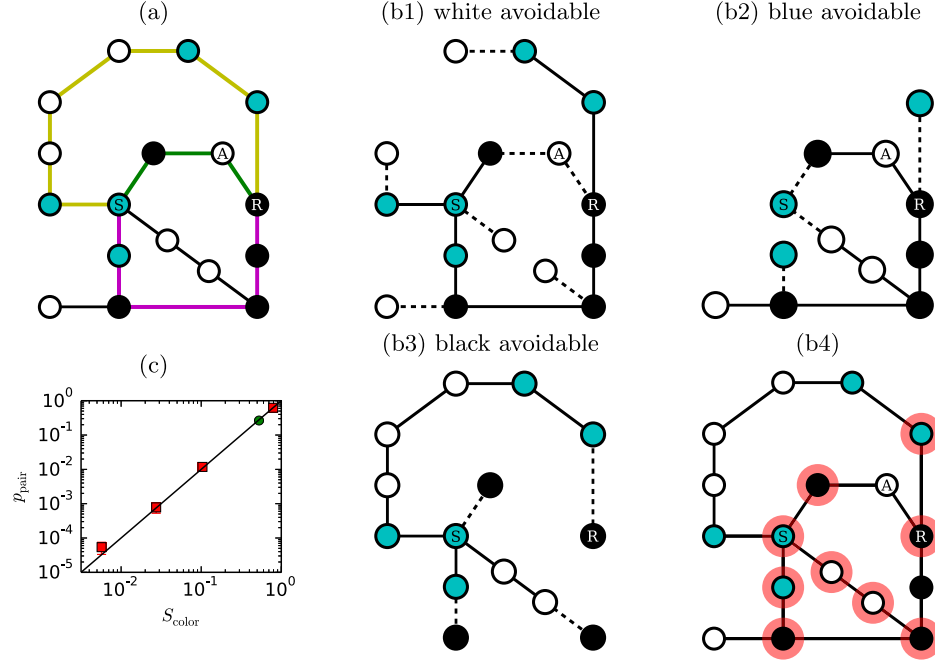 (a)
(b1) white avoidable
(b2) blue avoidable
A
S
R
A
S
R
A
S
R
(c)
(b3) black avoidable
(b4)
10^0
10^-1
10^-2
10^-3
10^-4
10^-5
p_pair
10^-2
10^-1
10^0
S_color
S
R
A
S
R